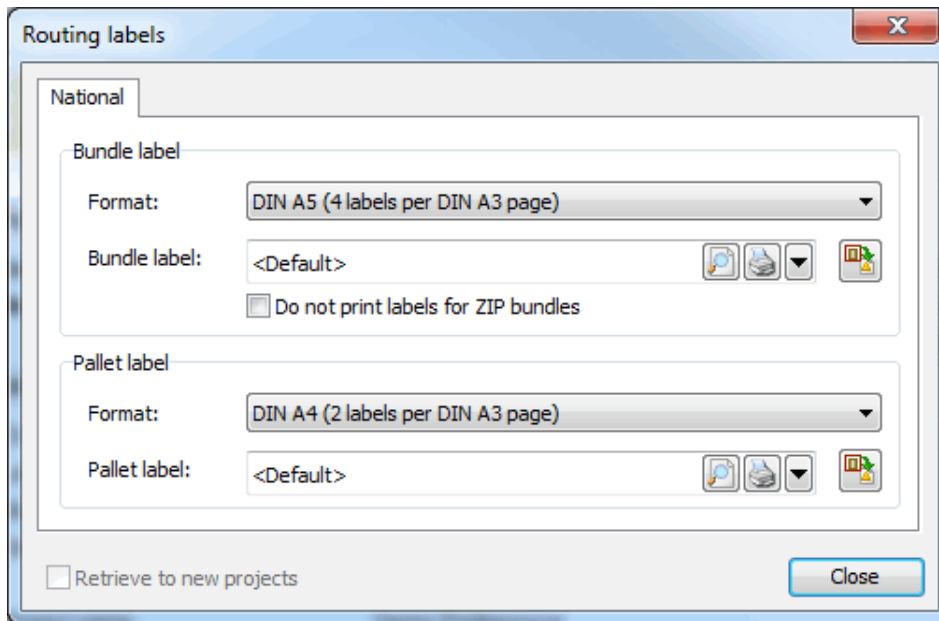 Routing labels
National
Bundle label
Format: DIN A5 (4 labels per DIN A3 page)
Bundle label: <Default>
Do not print labels for ZIP bundles
Pallet label
Format: DIN A4 (2 labels per DIN A3 page)
Pallet label: <Default>
Retrieve to new projects Close